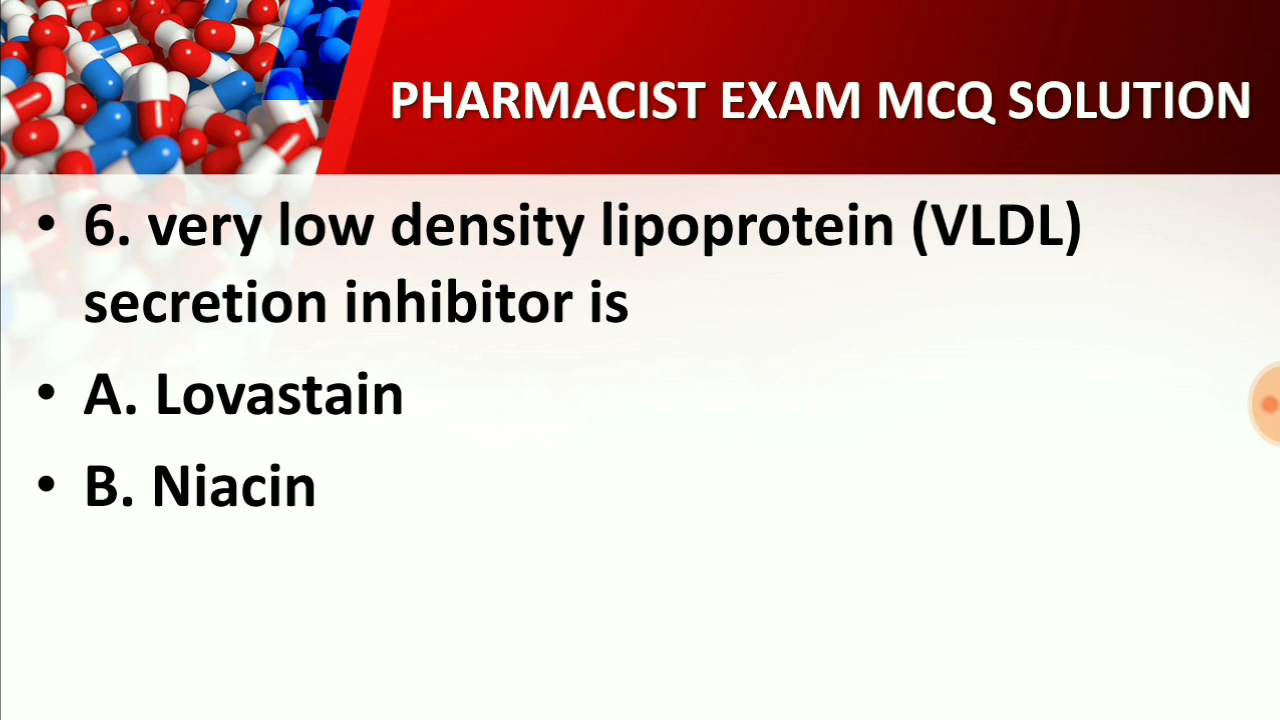 PHARMACIST EXAM MCQ SOLUTION
• 6. very low density lipoprotein (VLDL)
secretion inhibitor is
• A. Lovastain
• B. Niacin